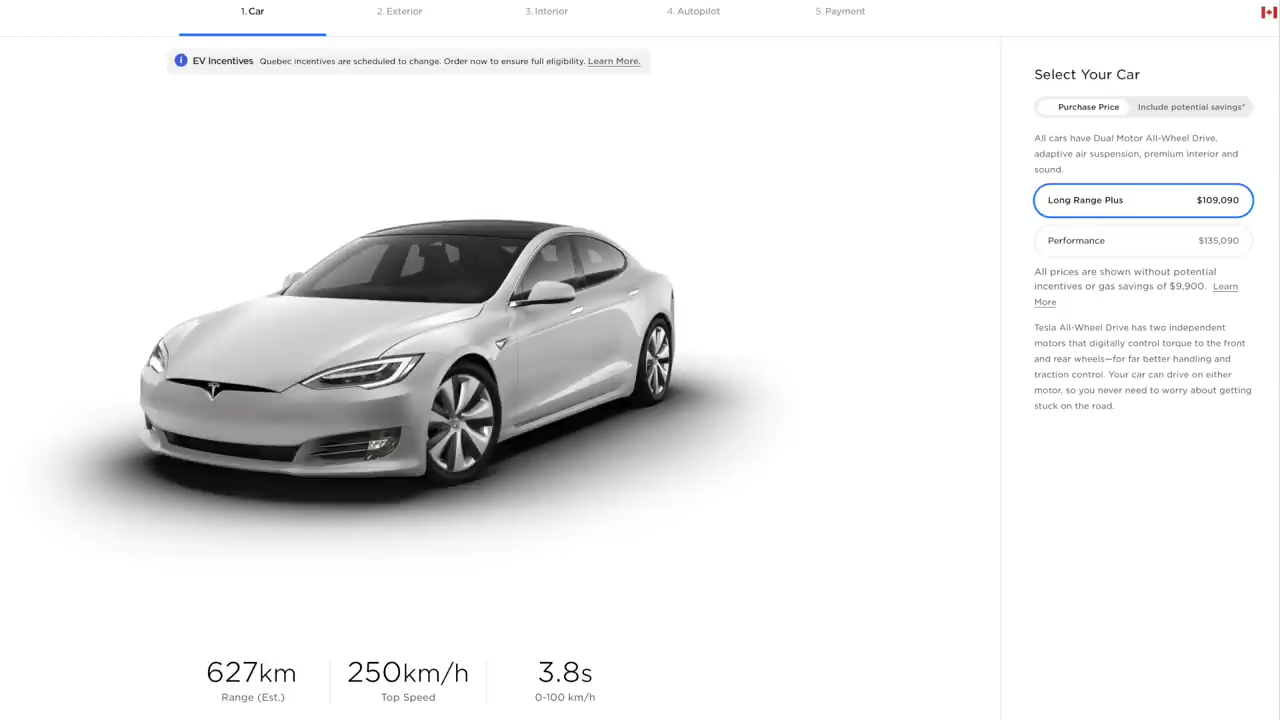 1. Car
2. Exterior
3. Interior
4. Autopilot
5. Payment
EV Incentives Quebec incentives are scheduled to change. Order now to ensure full eligibility. Learn More.
Select Your Car
Purchase Price
Include potential savings*
All cars have Dual Motor All-Wheel Drive,
adaptive air suspension, premium interior and
sound.
Long Range Plus $109,090
Performance $135,090
All prices are shown without potential
incentives or gas savings of $9,900. Learn
More
Tesla All-Wheel Drive has two independent
motors that digitally control torque to the front
and rear wheels—for far better handling and
traction control. Your car can drive on either
motor, so you never need to worry about getting
stuck on the road.
627km
Range (Est.)
250km/h
Top Speed
3.8s
0-100 km/h